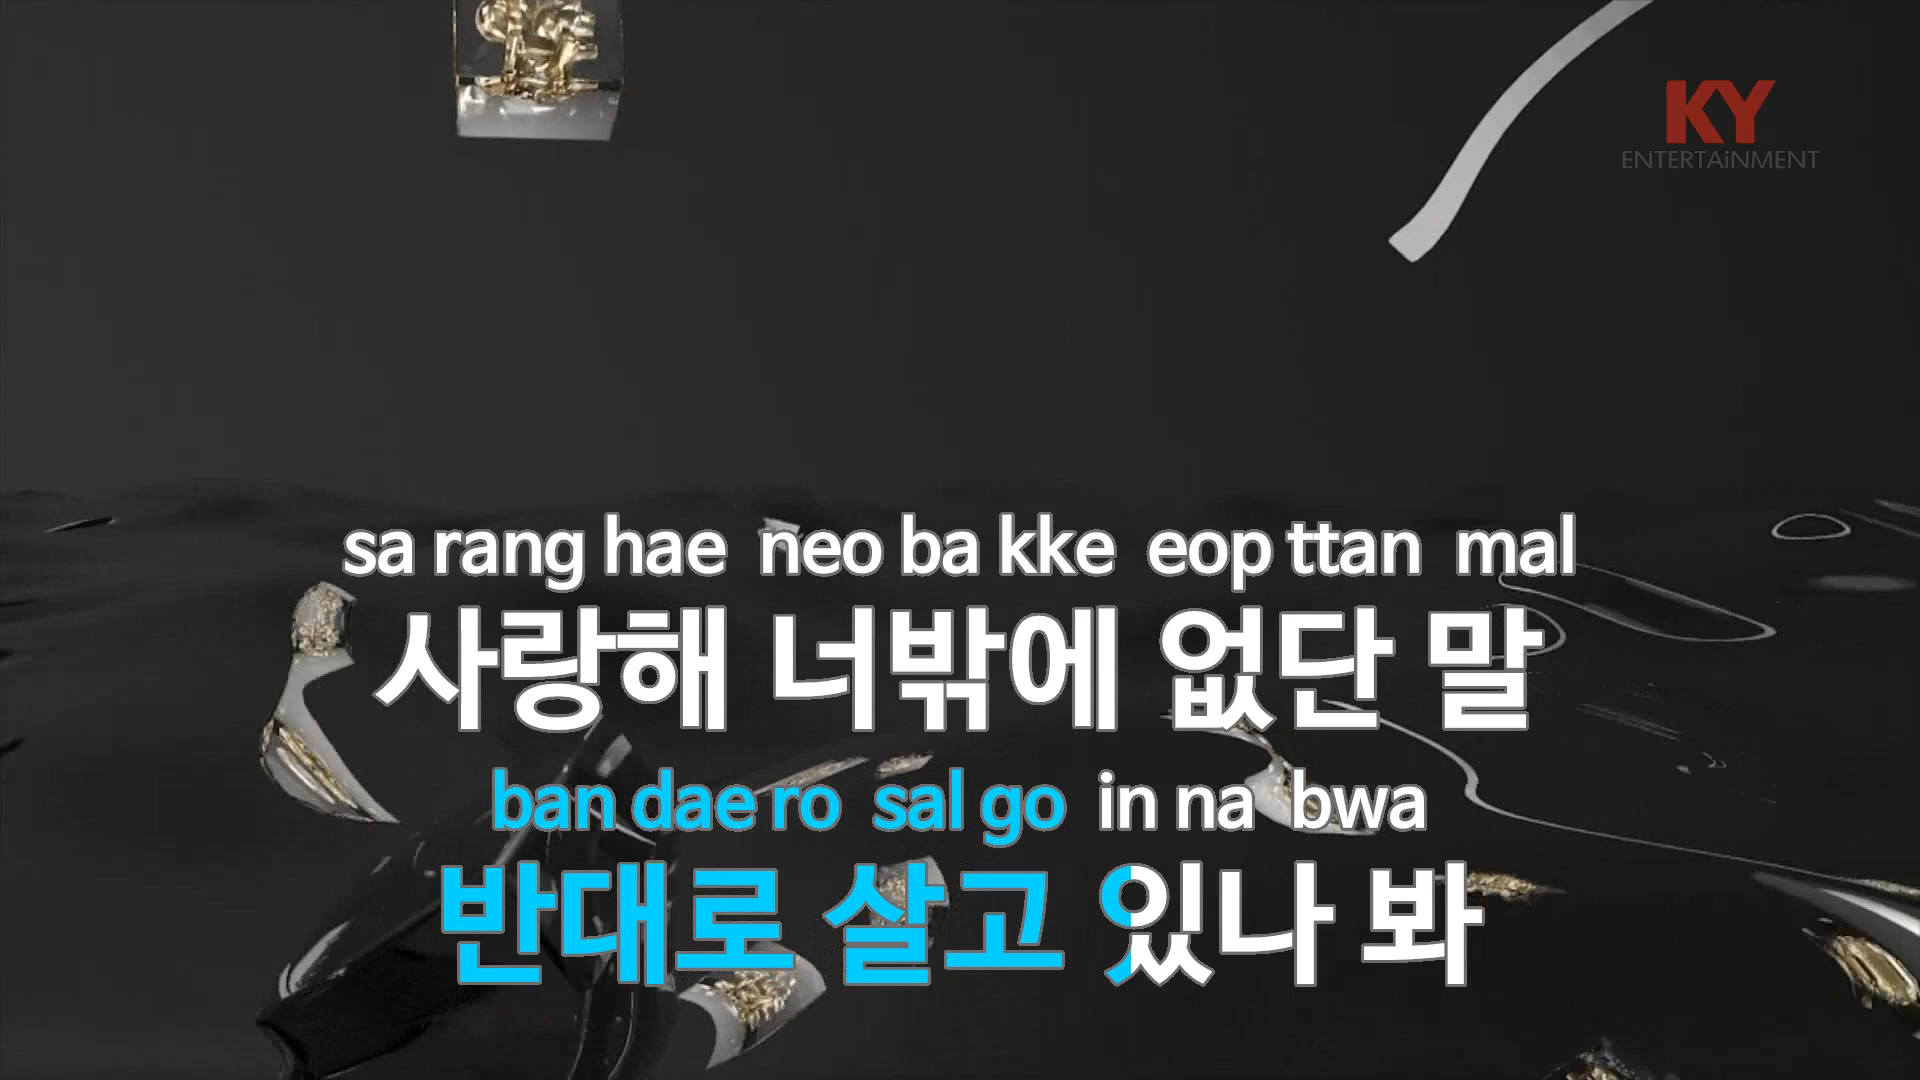 KY
ENTERTAiNMENT
sa rang hae neo ba kke eop ttan mal
사랑해 너밖에 없단 말
ban dae ro sal go in na bwa
반대로 살고 있나 봐